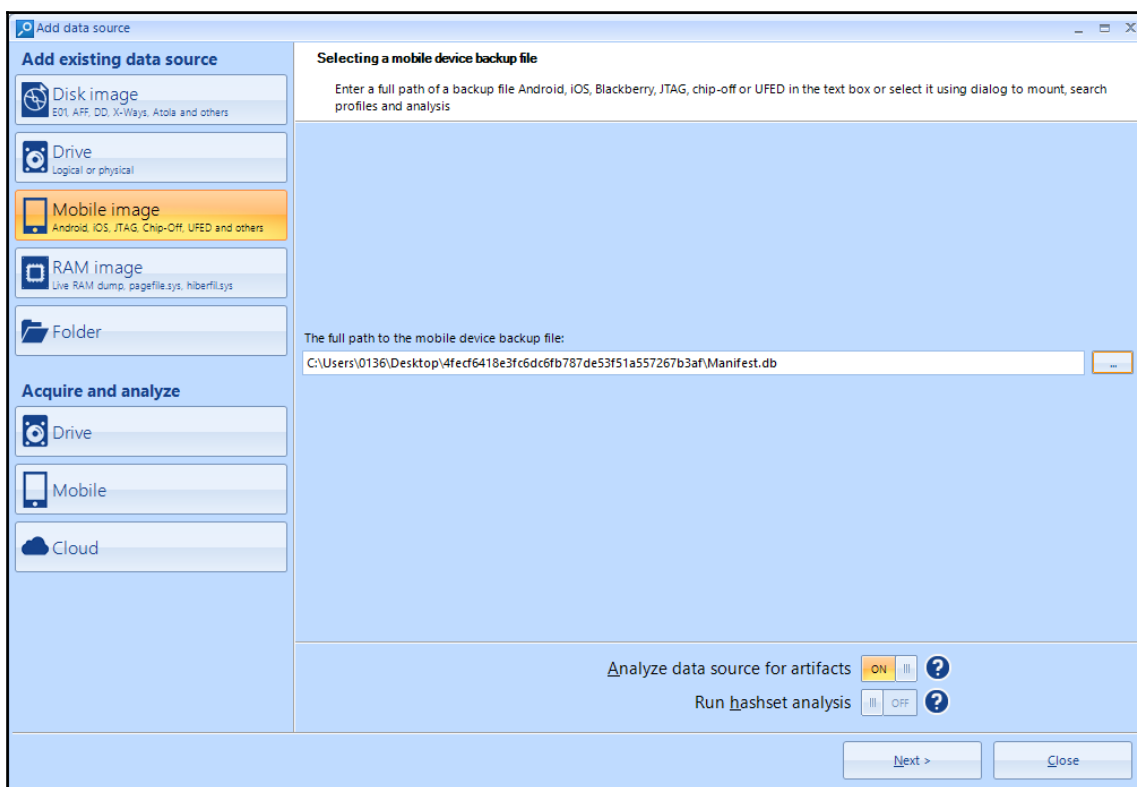 Add data source
Add existing data source
Disk image
E01, AFF, DD, X-Ways, Atola and others
Drive
Logical or physical
Mobile image
Android, iOS, JTAG, Chip-Off, UFED and others
RAM image
Live RAM dump, pagefile.sys, hiberfil.sys
Folder
Acquire and analyze
Drive
Mobile
Cloud
Selecting a mobile device backup file
Enter a full path of a backup file Android, iOS, Blackberry, JTAG, chip-off or UFED in the text box or select it using dialog to mount, search
profiles and analysis
The full path to the mobile device backup file:
C:\Users\0136\Desktop\4fecf6418e3fc6dc6fb787de53f51a557267b3af\Manifest.db
...
Analyze data source for artifacts ON ?
Run hashset analysis OFF ?
Next >
Close